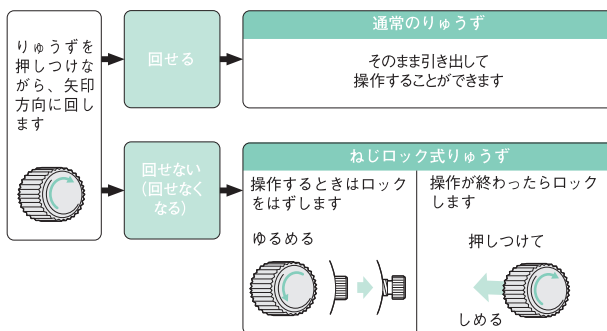 りゅうずを
押しつけな
がら、矢印
方向に回し
ます
回せる
通常のりゅうず
そのまま引き出して
操作することができます
回せない
（回せなく
なる）
ねじロック式りゅうず
操作するときはロック
をはずします
ゆるめる
操作が終わったらロック
します
押しつけて
しめる